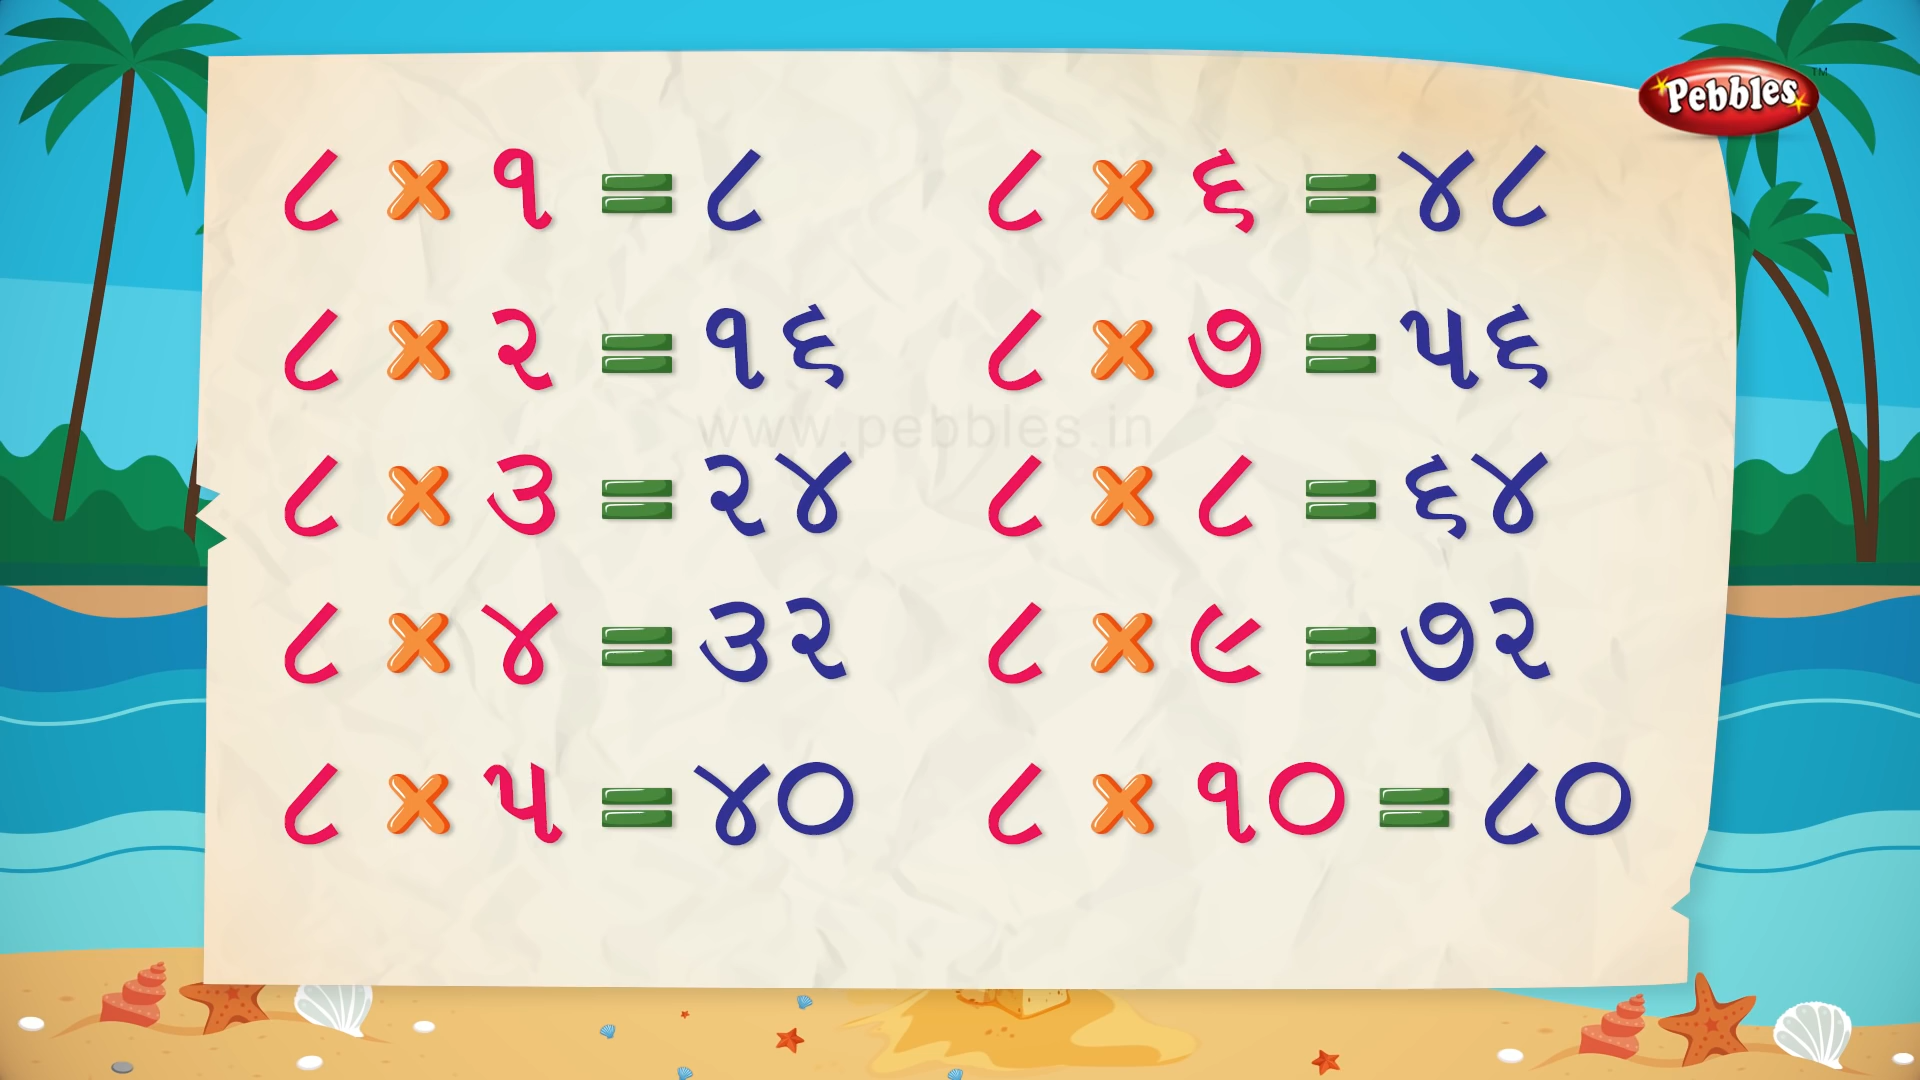 Pebbles™
૮ × ૧ = ૮
૮ × ૨ = ૧૬
૮ × ૩ = ૨૪
૮ × ૪ = ૩૨
૮ × ૫ = ૪૦
૮ × ૬ = ૪૮
૮ × ૭ = ૫૬
૮ × ૮ = ૬૪
૮ × ૯ = ૭૨
૮ × ૧૦ = ૮૦
www.pebbles.in